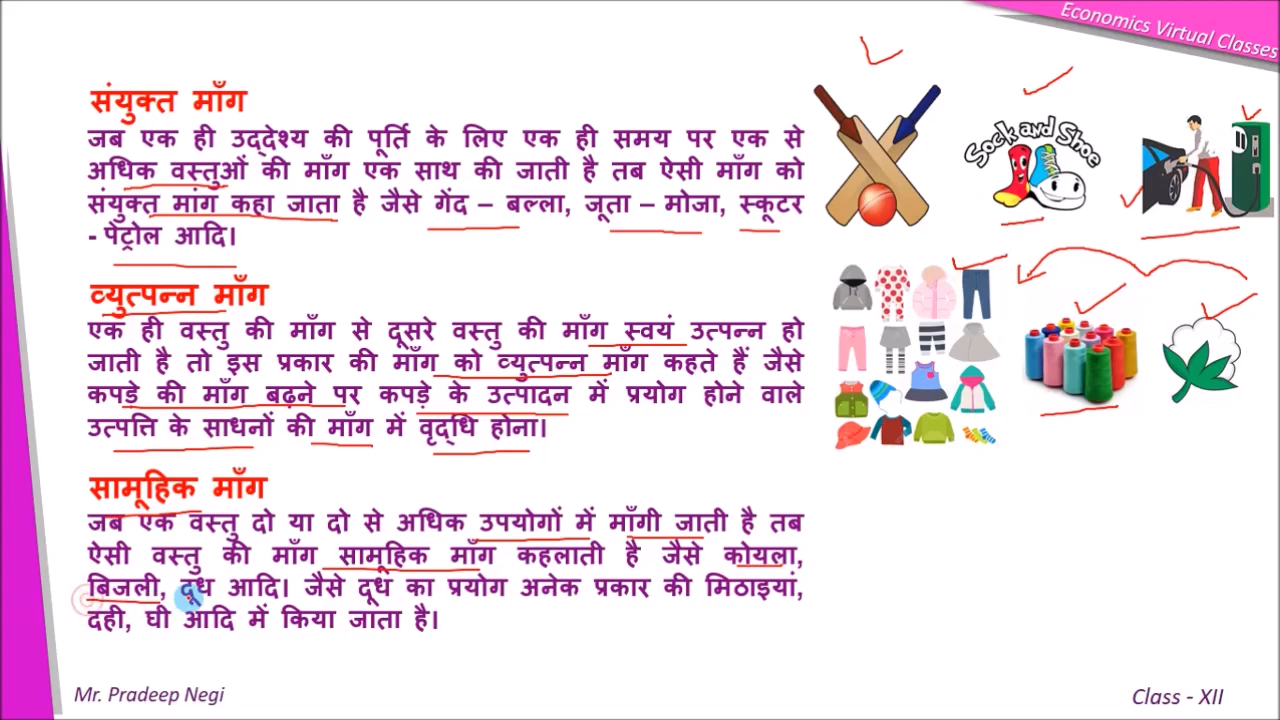 Economics Virtual Classes
संयुक्त माँग
जब एक ही उद्देश्य की पूर्ति के लिए एक ही समय पर एक से
अधिक वस्तुओं की माँग एक साथ की जाती है तब ऐसी माँग को
संयुक्त मांग कहा जाता है जैसे गेंद – बल्ला, जूता – मोजा, स्कूटर
- पेट्रोल आदि।
Sock and Shoe
व्युत्पन्न माँग
एक ही वस्तु की माँग से दूसरे वस्तु की माँग स्वयं उत्पन्न हो
जाती है तो इस प्रकार की माँग को व्युत्पन्न माँग कहते हैं जैसे
कपड़े की माँग बढ़ने पर कपड़े के उत्पादन में प्रयोग होने वाले
उत्पत्ति के साधनों की माँग में वृद्धि होना।
सामूहिक माँग
जब एक वस्तु दो या दो से अधिक उपयोगों में माँगी जाती है तब
ऐसी वस्तु की माँग सामूहिक माँग कहलाती है जैसे कोयला,
बिजली, दूध आदि। जैसे दूध का प्रयोग अनेक प्रकार की मिठाइयां,
दही, घी आदि में किया जाता है।
Mr. Pradeep Negi
Class - XII